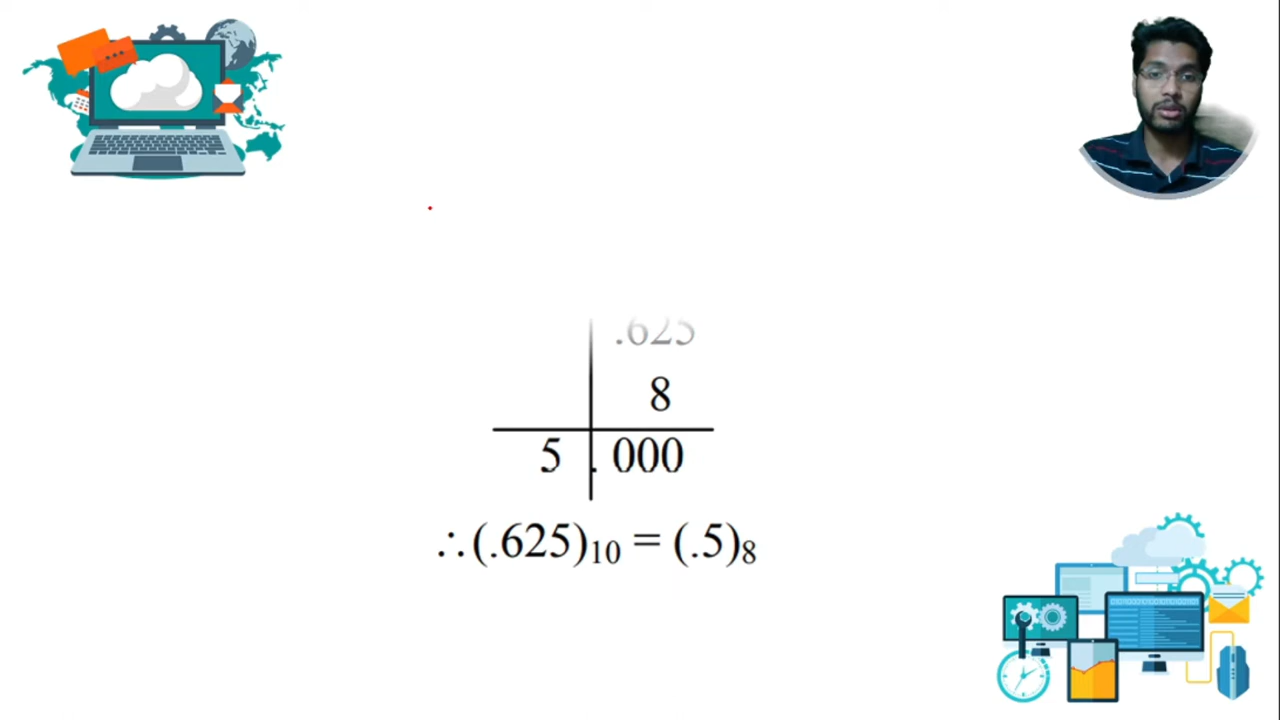 .625
8
5 . 000
∴(.625)₁₀ = (.5)₈